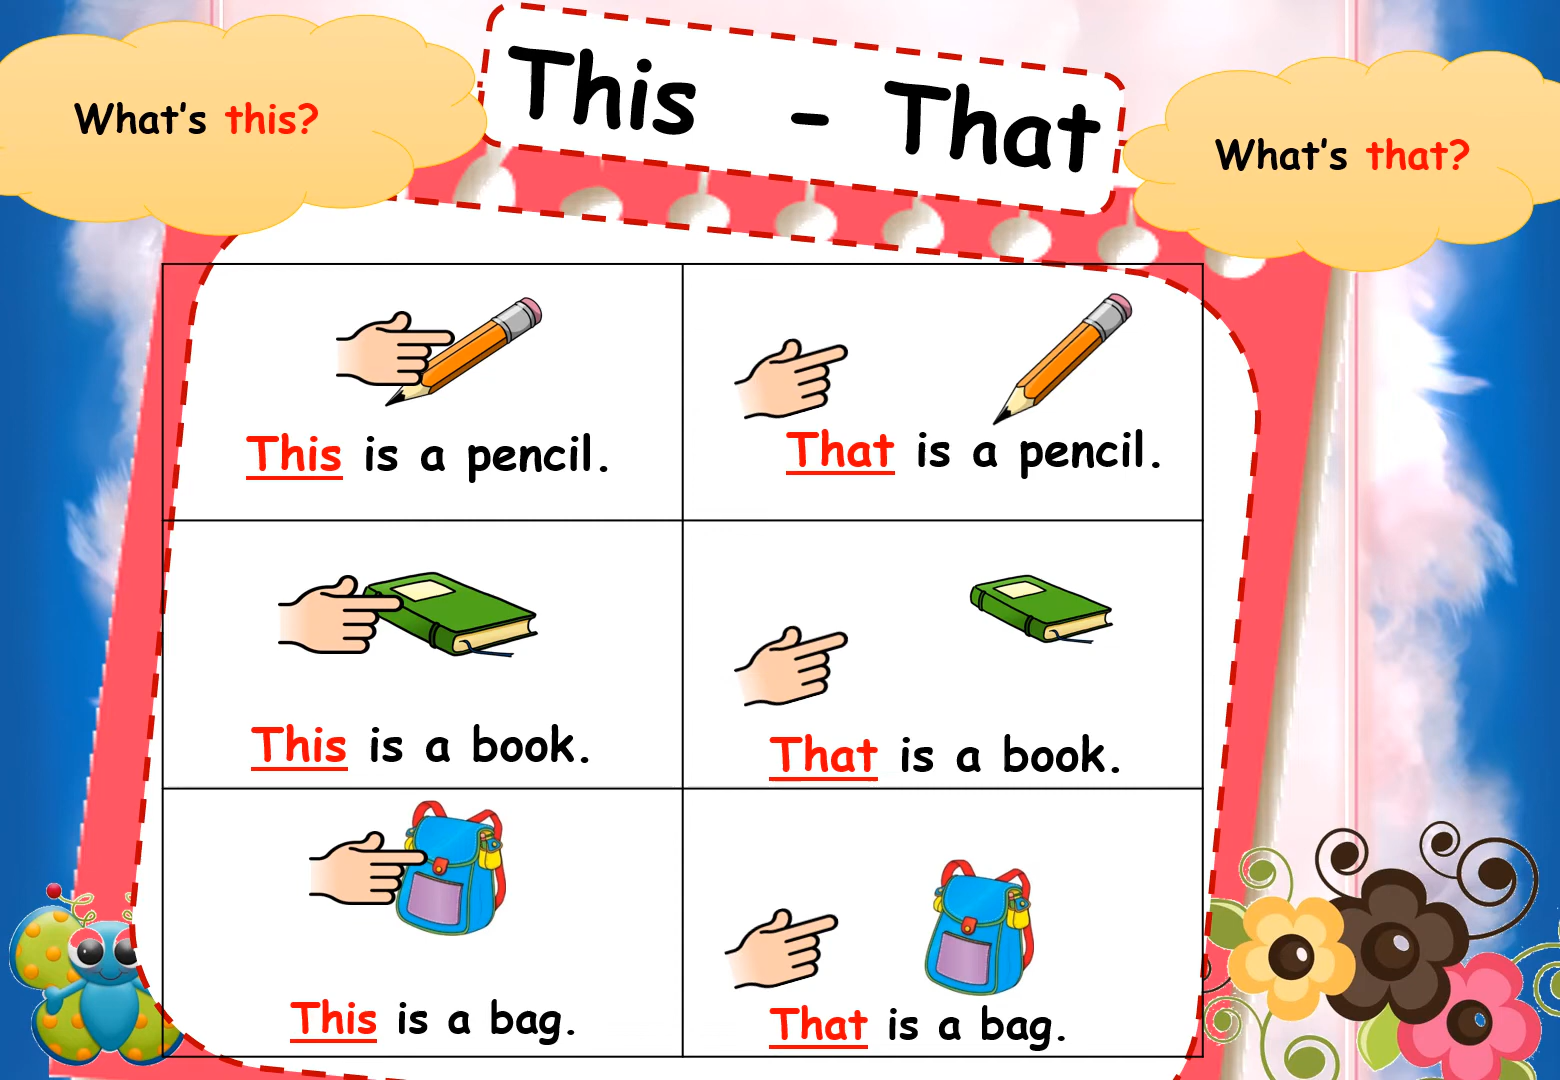 What's this?
This - That
What's that?
This is a pencil.
That is a pencil.
This is a book.
That is a book.
This is a bag.
That is a bag.